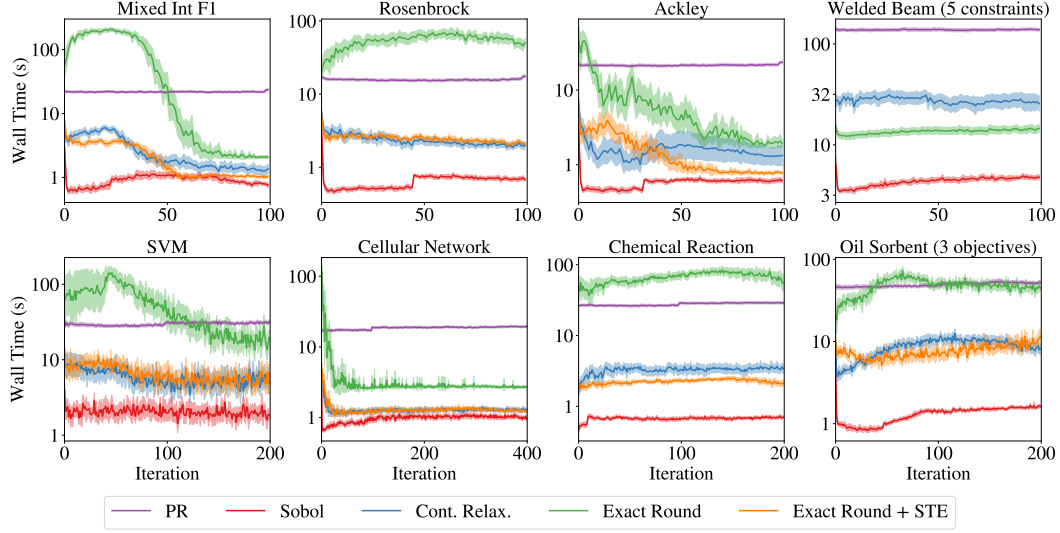 Mixed Int F1 Rosenbrock Ackley Welded Beam (5 constraints)
Wall Time (s)
100
10
1
0 50 100
10
1
0 50 100
10
1
0 50 100
100
32
10
3
0 50 100
SVM Cellular Network Chemical Reaction Oil Sorbent (3 objectives)
Wall Time (s)
100
10
1
0 100 200
Iteration
100
10
1
0 200 400
Iteration
100
10
1
0 100 200
Iteration
100
10
1
0 100 200
Iteration
PR Sobol Cont. Relax. Exact Round Exact Round + STE